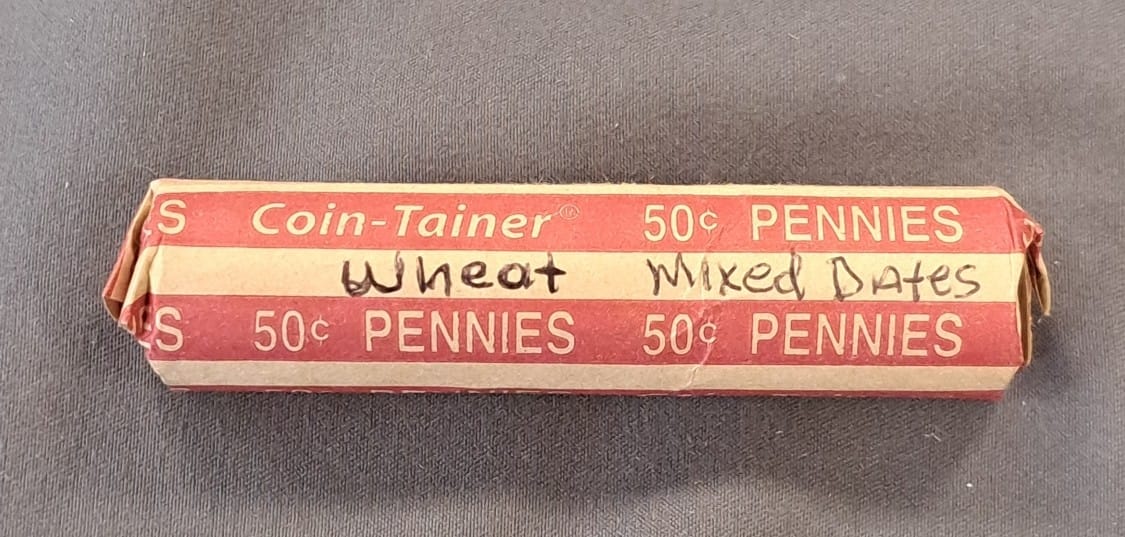 S Coin-Tainer® 50¢ PENNIES
Wheat Mixed Dates
S 50¢ PENNIES 50¢ PENNIES